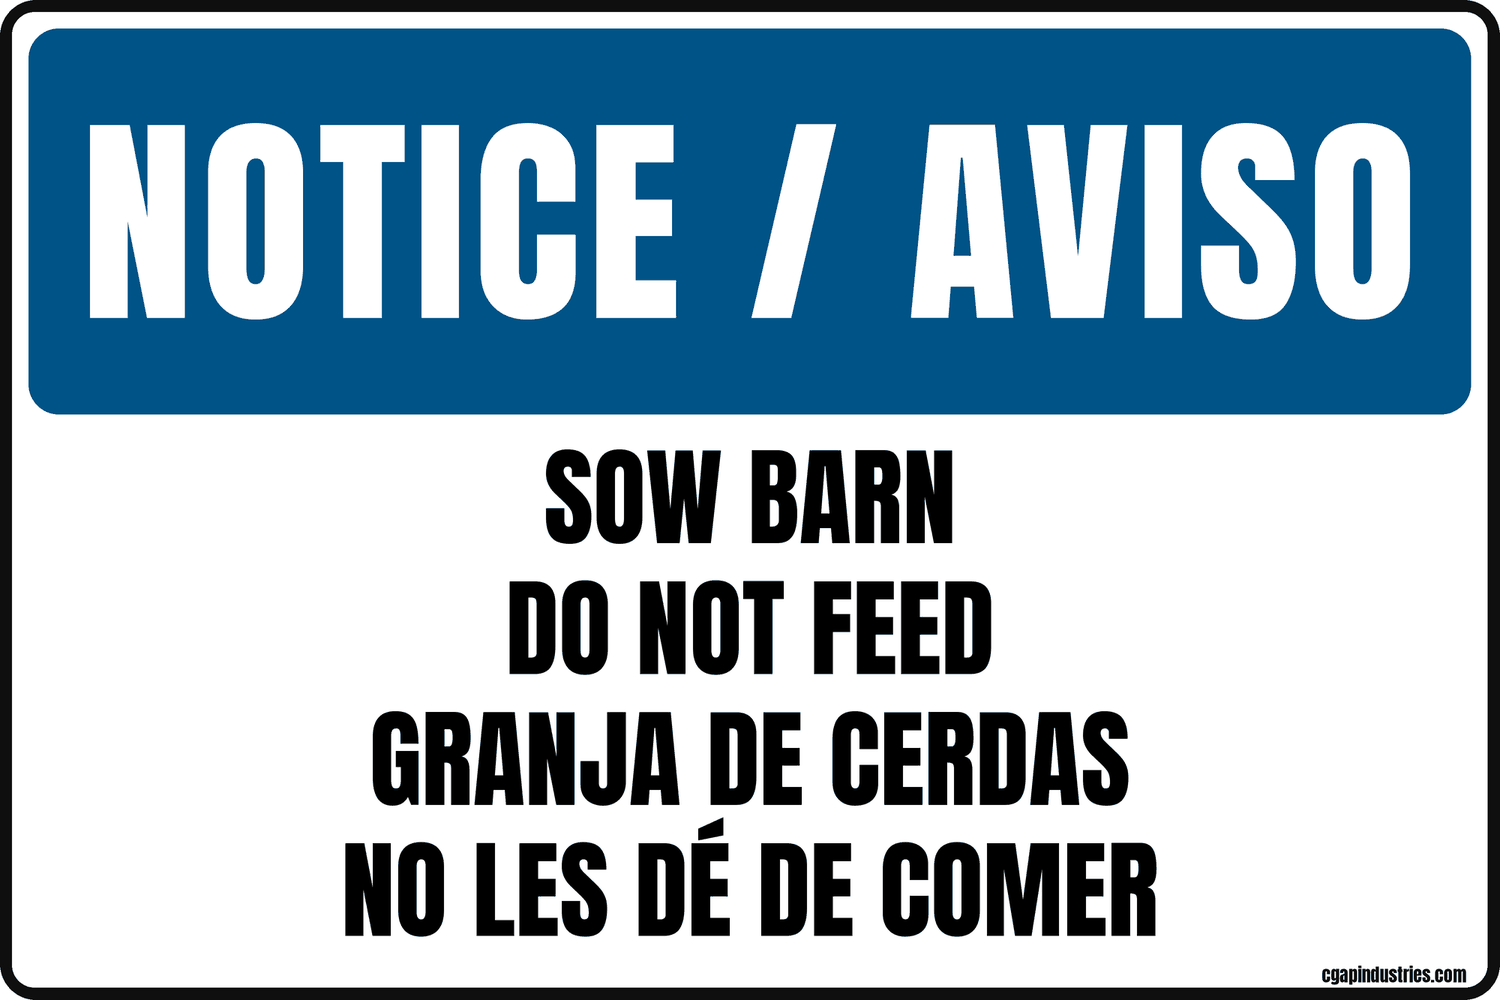 NOTICE / AVISO
SOW BARN
DO NOT FEED
GRANJA DE CERDAS
NO LES DÉ DE COMER
cgapindustries.com